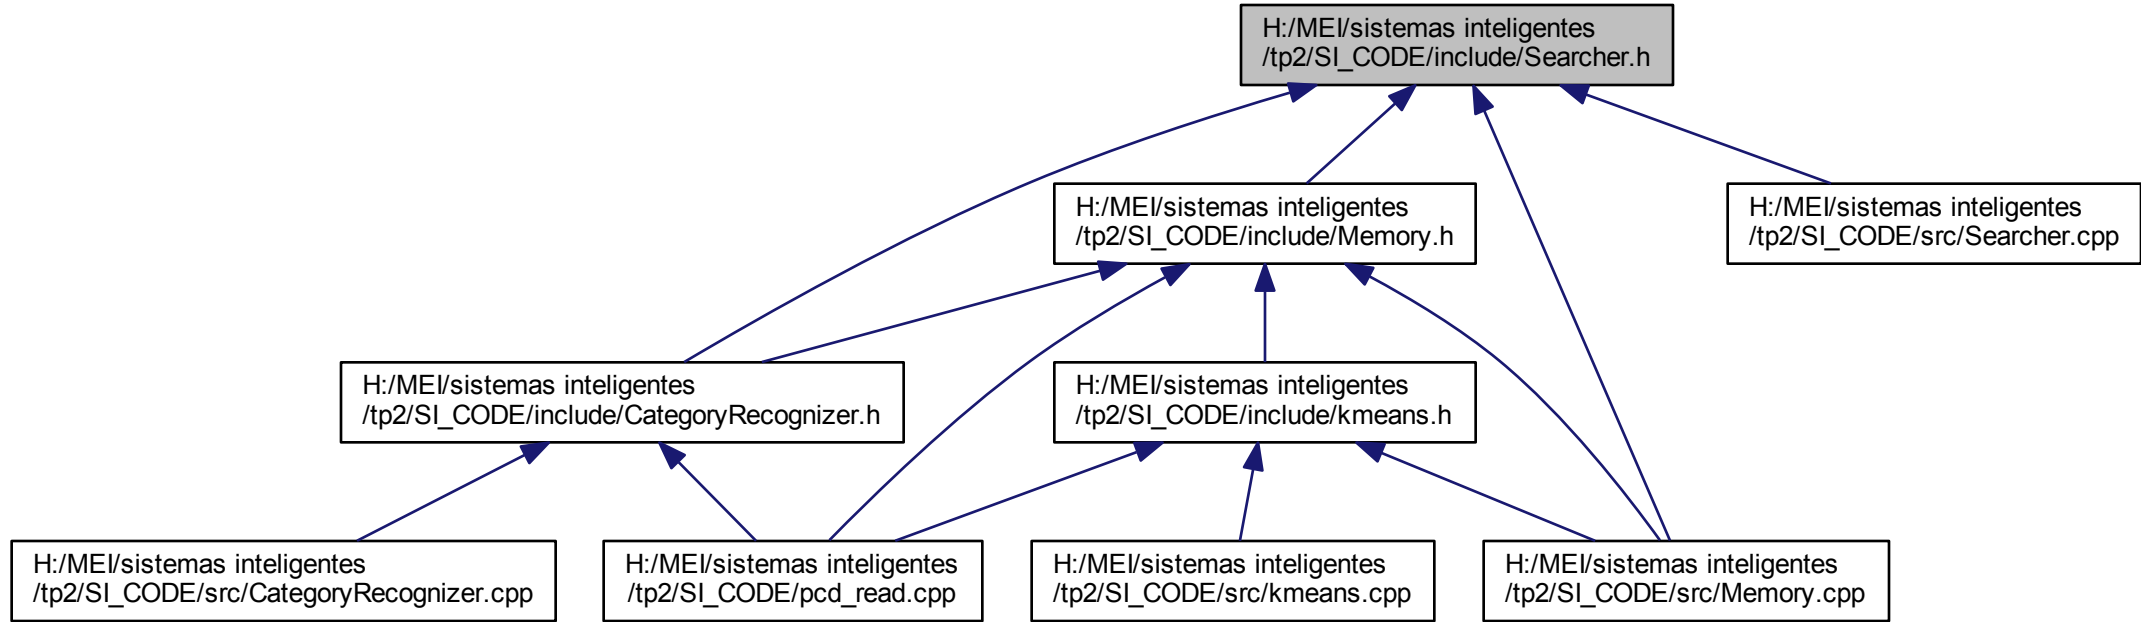 H:/MEI/sistemas inteligentes
/tp2/SI_CODE/include/Searcher.h
H:/MEI/sistemas inteligentes
/tp2/SI_CODE/include/Memory.h
H:/MEI/sistemas inteligentes
/tp2/SI_CODE/src/Searcher.cpp
H:/MEI/sistemas inteligentes
/tp2/SI_CODE/include/CategoryRecognizer.h
H:/MEI/sistemas inteligentes
/tp2/SI_CODE/include/kmeans.h
H:/MEI/sistemas inteligentes
/tp2/SI_CODE/src/CategoryRecognizer.cpp
H:/MEI/sistemas inteligentes
/tp2/SI_CODE/pcd_read.cpp
H:/MEI/sistemas inteligentes
/tp2/SI_CODE/src/kmeans.cpp
H:/MEI/sistemas inteligentes
/tp2/SI_CODE/src/Memory.cpp